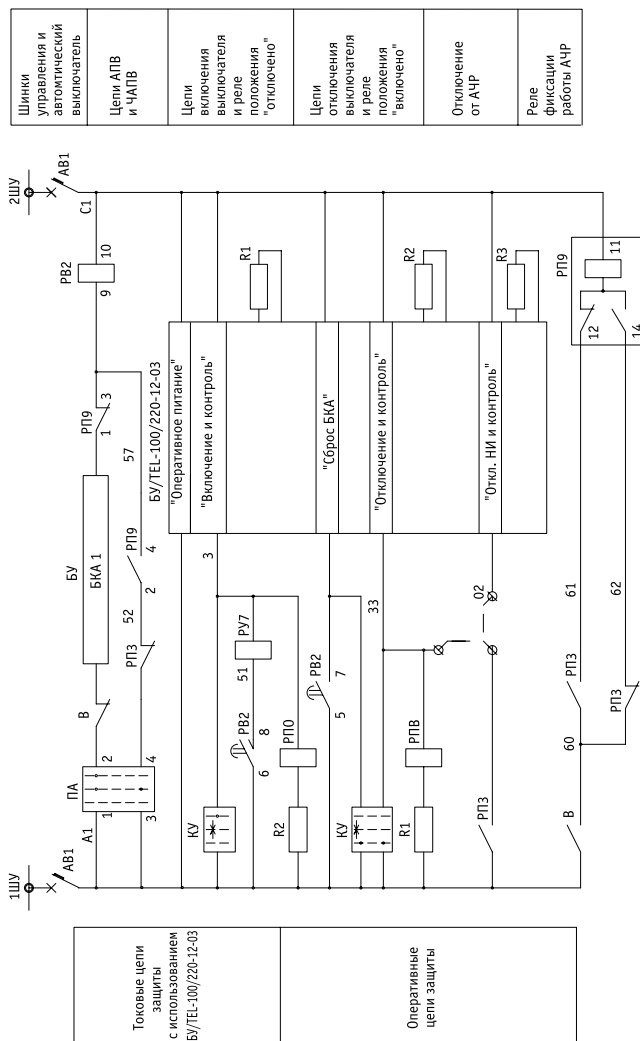 Шинки
управления и
автомтический
выключатель
Цепи АПВ
и ЧАПВ
Цепи
включения
выключателя
и реле
положения
"отключено"
Цепи
отключения
выключателя
и реле
положения
"включено"
Отключение
от АЧР
Реле
фиксации
работы АЧР
2ШУ
АВ1
С1
РВ2
9
10
R1
R2
R3
РП9
11
12
14
РП9
1
3
57
БУ/TEL-100/220-12-03
"Оперативное питание"
"Включение и контроль"
"Сброс БКА"
"Отключение и контроль"
"Откл. НИ и контроль"
БУ
БКА 1
РП9
2
4
52
РП3
3
РУ7
51
РВ2
6
8
РПО
R2
РВ2
5
7
33
О2
61
62
РП3
РП3
60
В
ПА
1
2
3
4
В
КУ
КУ
РПВ
R1
РП3
А1
1ШУ
АВ1
Токовые цепи
защиты
с использованием
БУ/TEL-100/220-12-03
Оперативные
цепи защиты